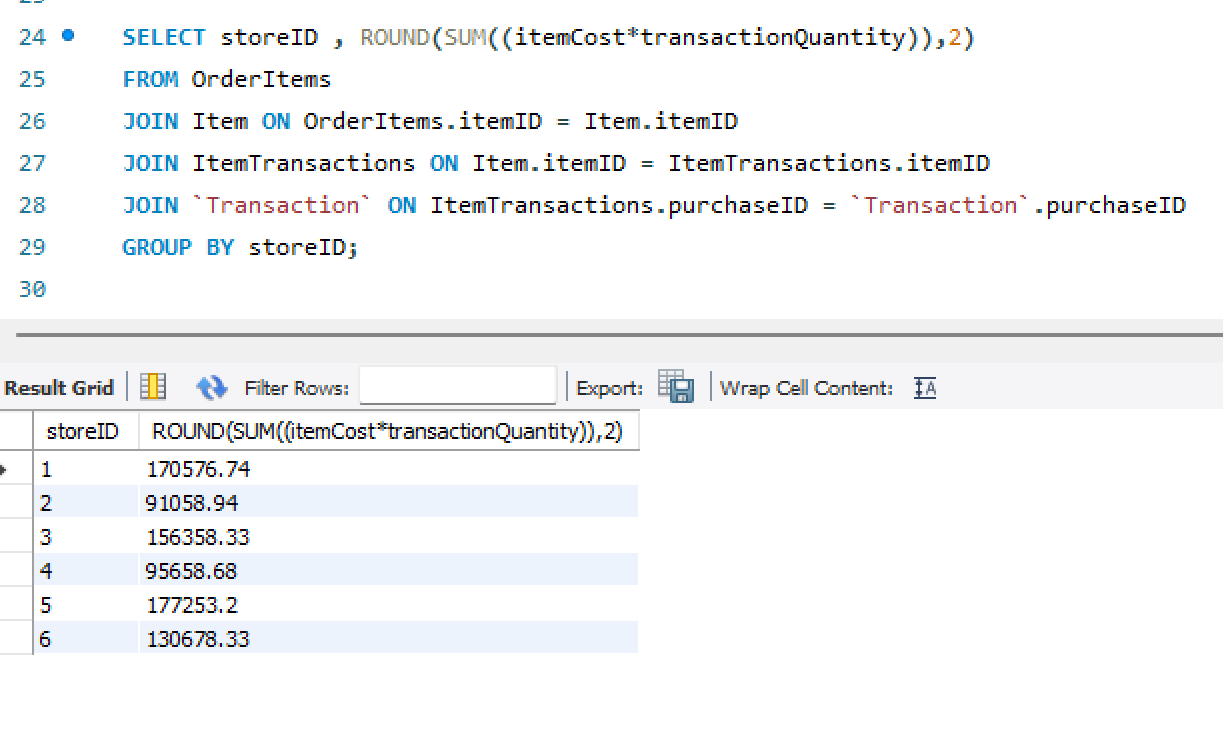 24 SELECT storeID , ROUND(SUM((itemCost*transactionQuantity)),2)
25 FROM OrderItems
26 JOIN Item ON OrderItems.itemID = Item.itemID
27 JOIN ItemTransactions ON Item.itemID = ItemTransactions.itemID
28 JOIN `Transaction` ON ItemTransactions.purchaseID = `Transaction`.purchaseID
29 GROUP BY storeID;
30
Result Grid Filter Rows: Export: Wrap Cell Content: IA
storeID ROUND(SUM((itemCost*transactionQuantity)),2)
1 170576.74
2 91058.94
3 156358.33
4 95658.68
5 177253.2
6 130678.33